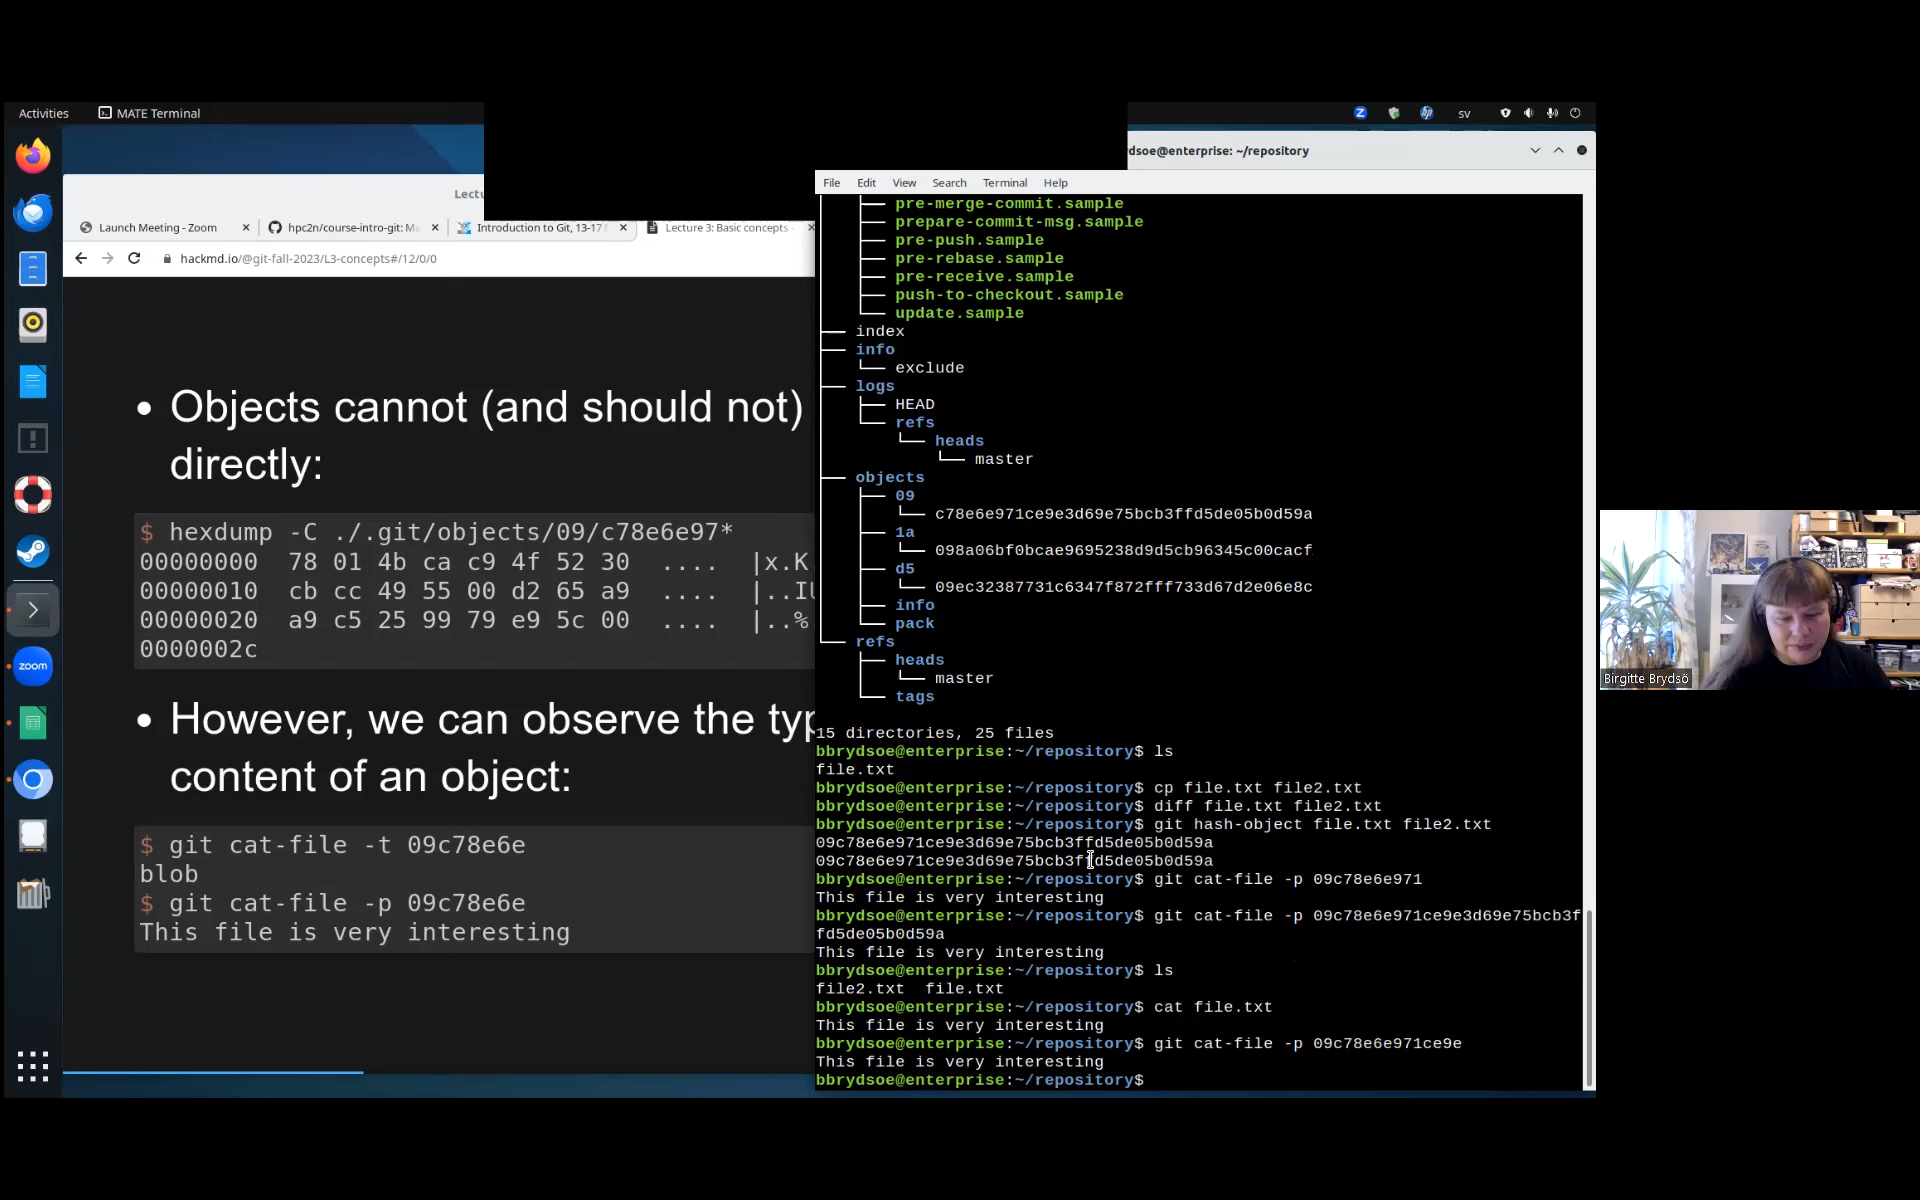 Activities
MATE Terminal
sv
Lectu
dsoe@enterprise: ~/repository
Launch Meeting - Zoom
hpc2n/course-intro-git: Ma
Introduction to Git, 13-17 N
Lecture 3: Basic concepts -
hackmd.io/@git-fall-2023/L3-concepts#/12/0/0
• Objects cannot (and should not)
directly:
$ hexdump -C ./.git/objects/09/c78e6e97*
00000000  78 01 4b ca c9 4f 52 30  ....  |x.K.
00000010  cb cc 49 55 00 d2 65 a9  ....  |..IU
00000020  a9 c5 25 99 79 e9 5c 00  ....  |..%.
0000002c
• However, we can observe the typ
content of an object:
$ git cat-file -t 09c78e6e
blob
$ git cat-file -p 09c78e6e
This file is very interesting
zoom
File Edit View Search Terminal Help
│   ├── pre-merge-commit.sample
│   ├── prepare-commit-msg.sample
│   ├── pre-push.sample
│   ├── pre-rebase.sample
│   ├── pre-receive.sample
│   ├── push-to-checkout.sample
│   └── update.sample
├── index
├── info
│   └── exclude
├── logs
│   ├── HEAD
│   └── refs
│       └── heads
│           └── master
├── objects
│   ├── 09
│   │   └── c78e6e971ce9e3d69e75bcb3ffd5de05b0d59a
│   ├── 1a
│   │   └── 098a06bf0bcae9695238d9d5cb96345c00cacf
│   ├── d5
│   │   └── 09ec32387731c6347f872fff733d67d2e06e8c
│   ├── info
│   └── pack
└── refs
    ├── heads
    │   └── master
    └── tags
15 directories, 25 files
bbrydsoe@enterprise:~/repository$ ls
file.txt
bbrydsoe@enterprise:~/repository$ cp file.txt file2.txt
bbrydsoe@enterprise:~/repository$ diff file.txt file2.txt
bbrydsoe@enterprise:~/repository$ git hash-object file.txt file2.txt
09c78e6e971ce9e3d69e75bcb3ffd5de05b0d59a
09c78e6e971ce9e3d69e75bcb3ffd5de05b0d59a
bbrydsoe@enterprise:~/repository$ git cat-file -p 09c78e6e971
This file is very interesting
bbrydsoe@enterprise:~/repository$ git cat-file -p 09c78e6e971ce9e3d69e75bcb3f
fd5de05b0d59a
This file is very interesting
bbrydsoe@enterprise:~/repository$ ls
file2.txt  file.txt
bbrydsoe@enterprise:~/repository$ cat file.txt
This file is very interesting
bbrydsoe@enterprise:~/repository$ git cat-file -p 09c78e6e971ce9e
This file is very interesting
bbrydsoe@enterprise:~/repository$
Birgitte Brydsö